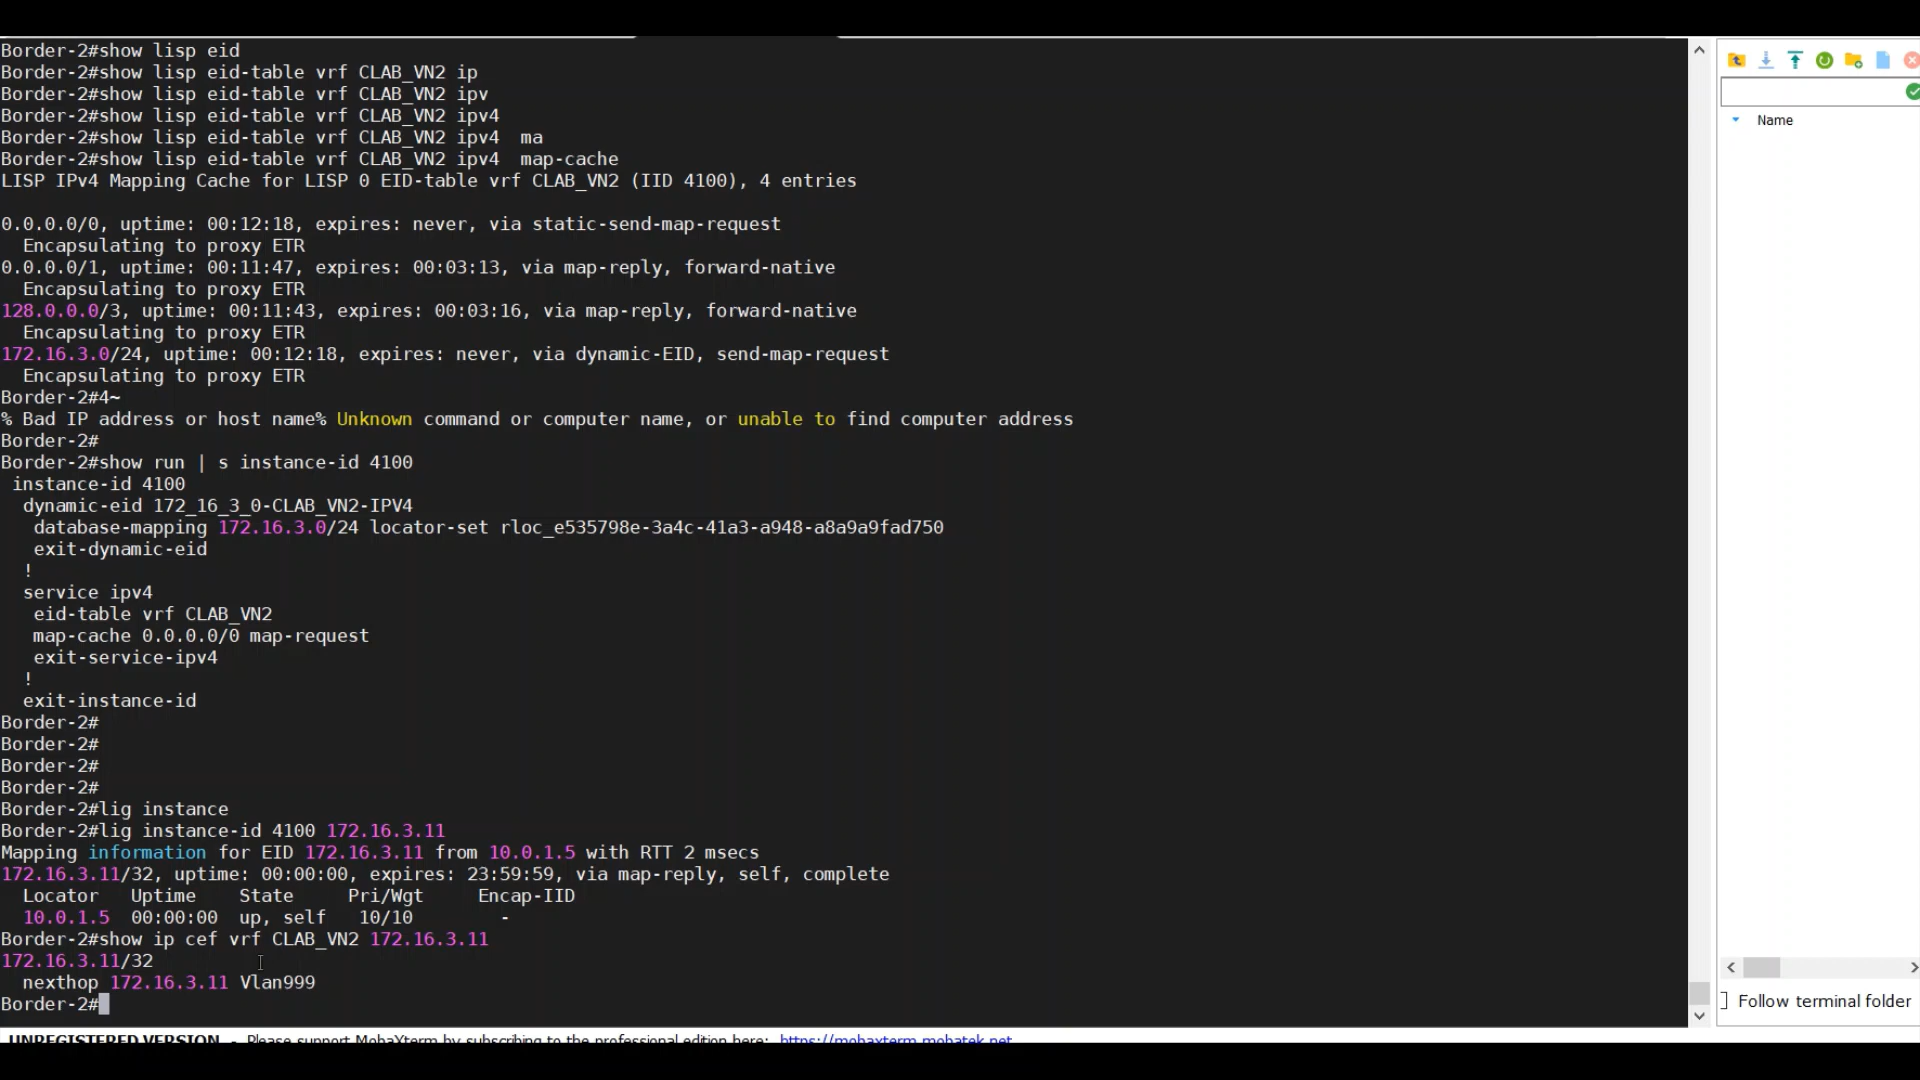 Border-2#show lisp eid
Border-2#show lisp eid-table vrf CLAB_VN2 ip
Border-2#show lisp eid-table vrf CLAB_VN2 ipv
Border-2#show lisp eid-table vrf CLAB_VN2 ipv4
Border-2#show lisp eid-table vrf CLAB_VN2 ipv4  ma
Border-2#show lisp eid-table vrf CLAB_VN2 ipv4  map-cache
LISP IPv4 Mapping Cache for LISP 0 EID-table vrf CLAB_VN2 (IID 4100), 4 entries
0.0.0.0/0, uptime: 00:12:18, expires: never, via static-send-map-request
  Encapsulating to proxy ETR
0.0.0.0/1, uptime: 00:11:47, expires: 00:03:13, via map-reply, forward-native
  Encapsulating to proxy ETR
128.0.0.0/3, uptime: 00:11:43, expires: 00:03:16, via map-reply, forward-native
  Encapsulating to proxy ETR
172.16.3.0/24, uptime: 00:12:18, expires: never, via dynamic-EID, send-map-request
  Encapsulating to proxy ETR
Border-2#4~
% Bad IP address or host name% Unknown command or computer name, or unable to find computer address
Border-2#
Border-2#show run | s instance-id 4100
 instance-id 4100
  dynamic-eid 172_16_3_0-CLAB_VN2-IPV4
   database-mapping 172.16.3.0/24 locator-set rloc_e535798e-3a4c-41a3-a948-a8a9a9fad750
   exit-dynamic-eid
  !
  service ipv4
   eid-table vrf CLAB_VN2
   map-cache 0.0.0.0/0 map-request
   exit-service-ipv4
  !
  exit-instance-id
Border-2#
Border-2#
Border-2#
Border-2#
Border-2#lig instance
Border-2#lig instance-id 4100 172.16.3.11
Mapping information for EID 172.16.3.11 from 10.0.1.5 with RTT 2 msecs
172.16.3.11/32, uptime: 00:00:00, expires: 23:59:59, via map-reply, self, complete
  Locator   Uptime    State     Pri/Wgt     Encap-IID
  10.0.1.5  00:00:00  up, self   10/10        -
Border-2#show ip cef vrf CLAB_VN2 172.16.3.11
172.16.3.11/32
  nexthop 172.16.3.11 Vlan999
Border-2#
Name
Follow terminal folder
UNREGISTERED VERSION  -  Please support MobaXterm by subscribing to the professional edition here:  https://mobaxterm.mobatek.net